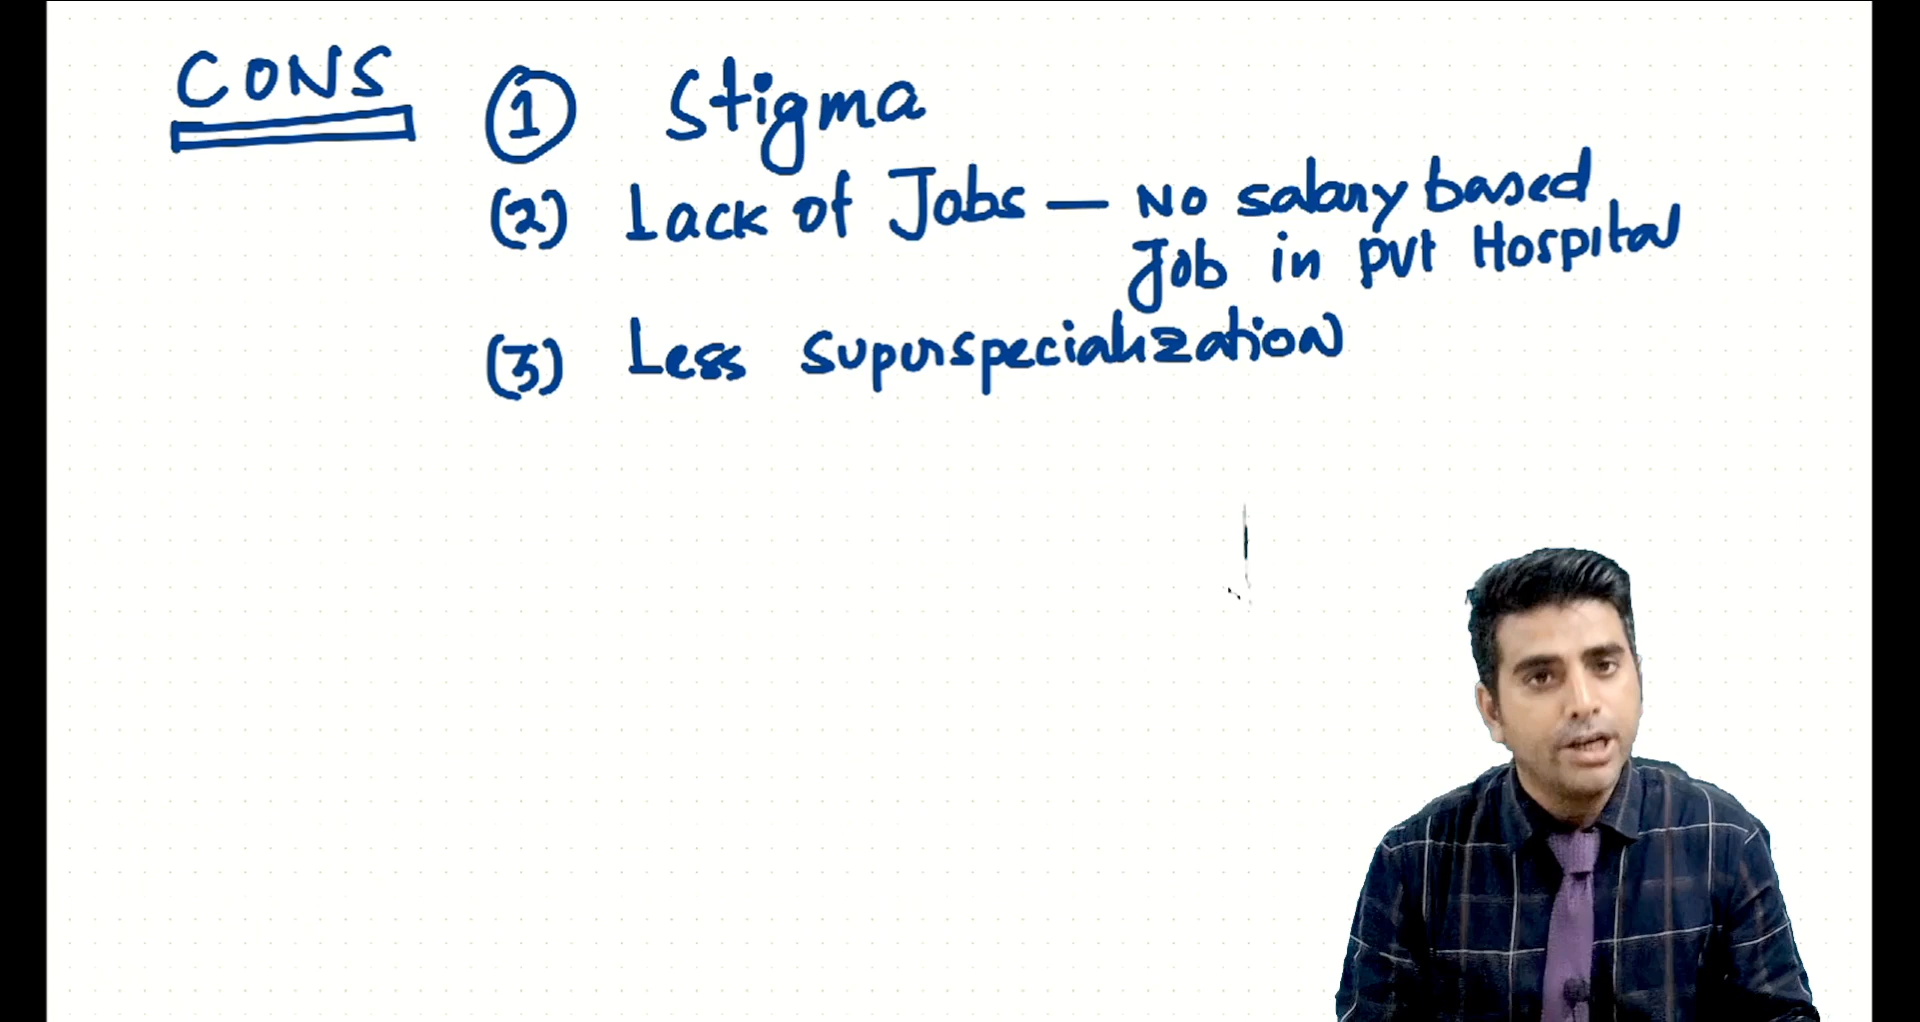 CONS
1 Stigma
(2) Lack of Jobs — No salary based
Job in pvt Hospital
(3) Less superspecialization